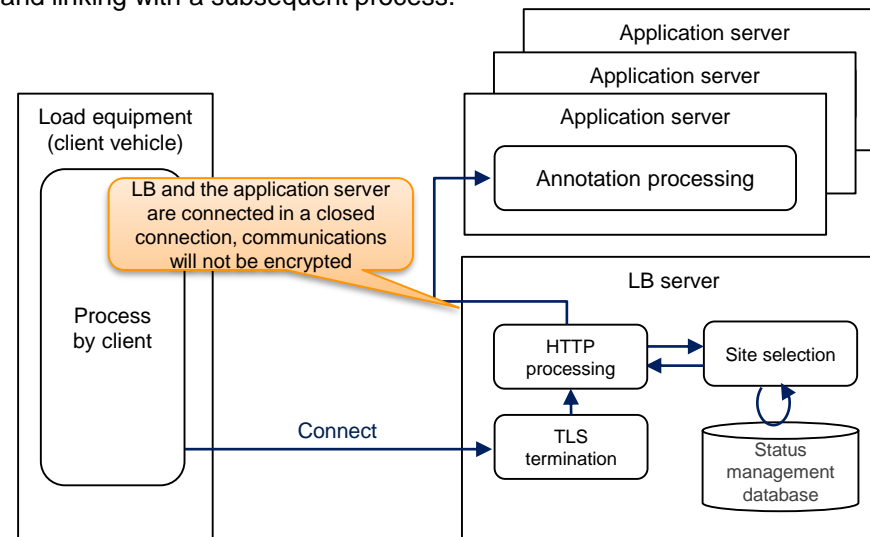 and linking with a subsequent process.
Application server
Application server
Application server
Annotation processing
Load equipment
(client vehicle)
LB and the application server
are connected in a closed
connection, communications
will not be encrypted
Process
by client
Connect
LB server
HTTP
processing
Site selection
TLS
termination
Status
management
database